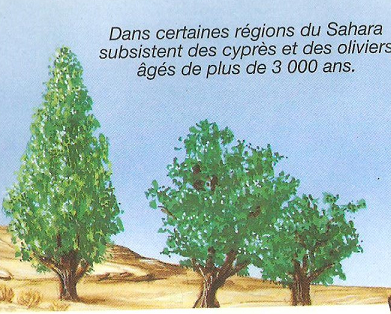 Dans certaines régions du Sahara
subsistent des cyprès et des oliviers
âgés de plus de 3 000 ans.